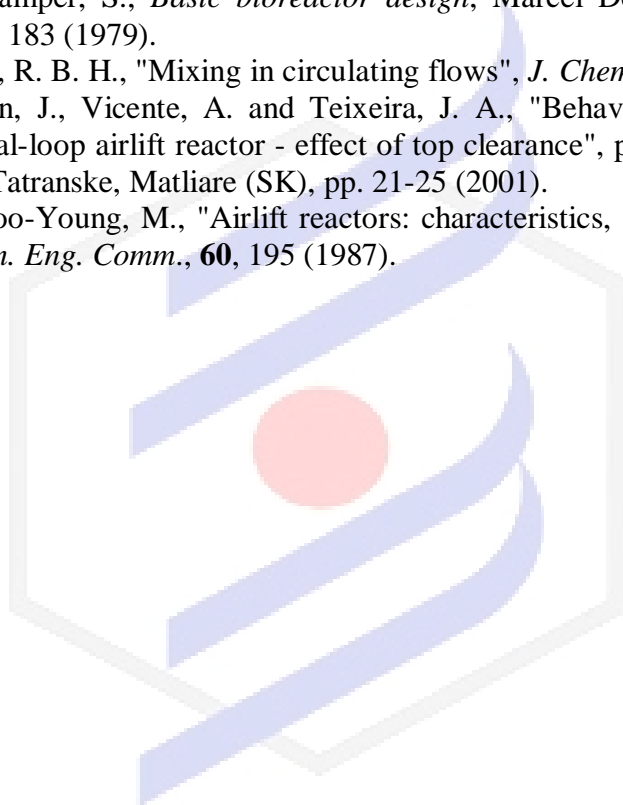 amper, S., Basic bioreactor design, Marcel De
183 (1979).
, R. B. H., "Mixing in circulating flows", J. Chem
n, J., Vicente, A. and Teixeira, J. A., "Behav
al-loop airlift reactor - effect of top clearance", p
Tatranske, Matliare (SK), pp. 21-25 (2001).
oo-Young, M., "Airlift reactors: characteristics,
n. Eng. Comm., 60, 195 (1987).